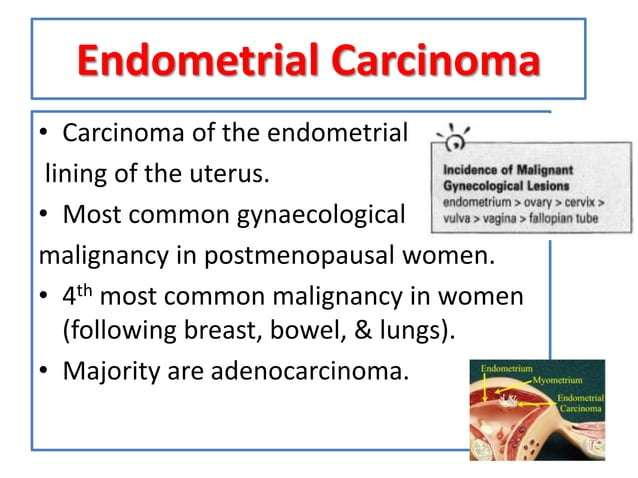 Endometrial Carcinoma
• Carcinoma of the endometrial
lining of the uterus.
• Most common gynaecological
malignancy in postmenopausal women.
• 4th most common malignancy in women
(following breast, bowel, & lungs).
• Majority are adenocarcinoma.
Incidence of Malignant
Gynecological Lesions
endometrium > ovary > cervix >
vulva > vagina > fallopian tube
Endometrium
Myometrium
Endometrial
Carcinoma